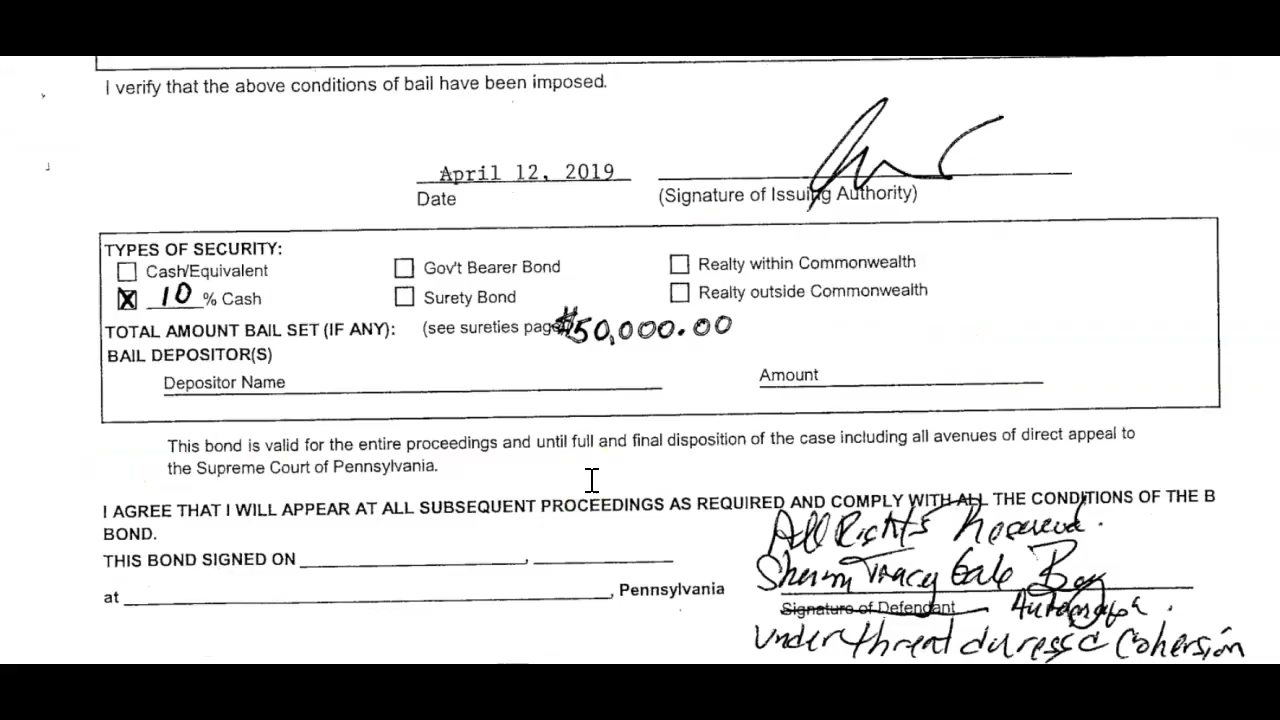 I verify that the above conditions of bail have been imposed.
April 12, 2019
Date
(Signature of Issuing Authority)
TYPES OF SECURITY:
Cash/Equivalent
Gov't Bearer Bond
Realty within Commonwealth
10 % Cash
Surety Bond
Realty outside Commonwealth
TOTAL AMOUNT BAIL SET (IF ANY): (see sureties page $50,000.00
BAIL DEPOSITOR(S)
Depositor Name
Amount
This bond is valid for the entire proceedings and until full and final disposition of the case including all avenues of direct appeal to
the Supreme Court of Pennsylvania.
I AGREE THAT I WILL APPEAR AT ALL SUBSEQUENT PROCEEDINGS AS REQUIRED AND COMPLY WITH ALL THE CONDITIONS OF THE B
BOND.
All Rights Reserved.
THIS BOND SIGNED ON
Tracy Gale
at , Pennsylvania
Signature of Defendant Autograph.
Under threat duress & Cohersion